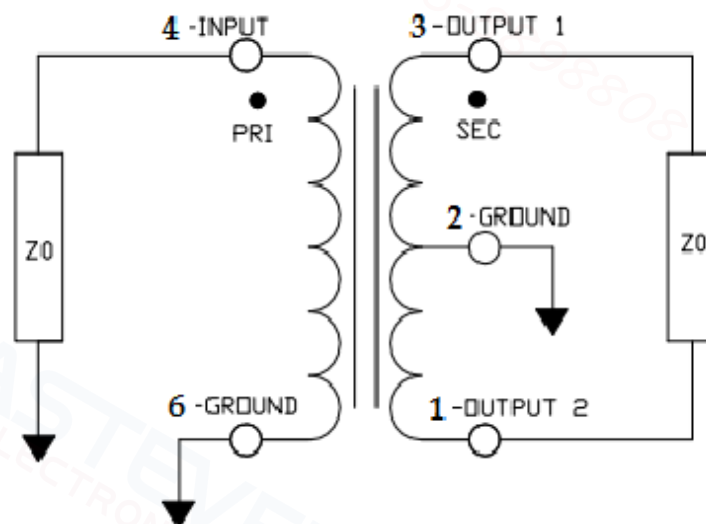 4 -INPUT
3 -OUTPUT 1
PRI
SEC
2 -GROUND
Z0
Z0
6 -GROUND
1 -OUTPUT 2